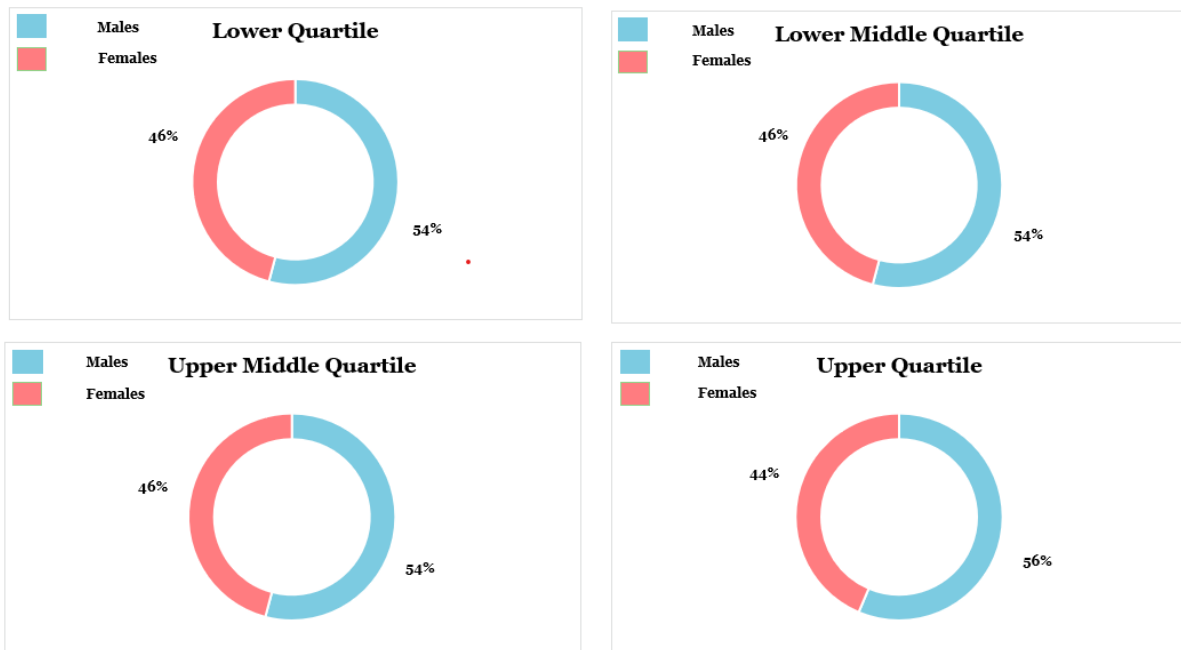 Lower Quartile
Males
Females
46%
54%
Lower Middle Quartile
Males
Females
46%
54%
Upper Middle Quartile
Males
Females
46%
54%
Upper Quartile
Males
Females
44%
56%